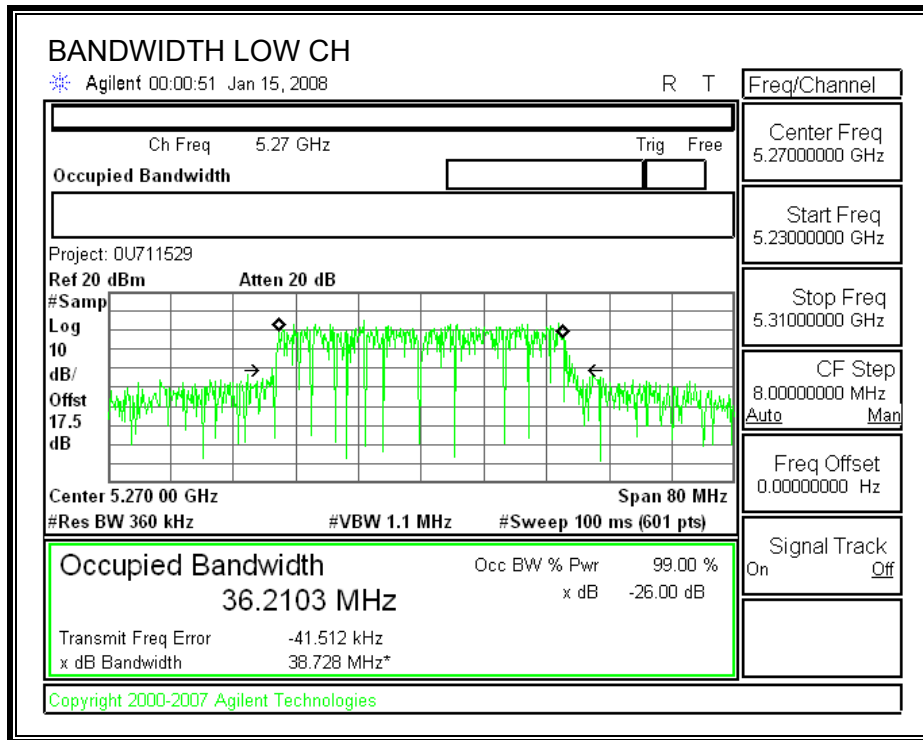 BANDWIDTH LOW CH
Agilent 00:00:51 Jan 15, 2008 R T
Freq/Channel
Ch Freq 5.27 GHz Trig Free
Occupied Bandwidth
Center Freq
5.27000000 GHz
Start Freq
5.23000000 GHz
Stop Freq
5.31000000 GHz
CF Step
8.00000000 MHz
Auto Man
Freq Offset
0.00000000 Hz
Signal Track
On Off
Project: 0U711529
Ref 20 dBm Atten 20 dB
#Samp
Log
10
dB/
Offst
17.5
dB
Center 5.270 00 GHz Span 80 MHz
#Res BW 360 kHz #VBW 1.1 MHz #Sweep 100 ms (601 pts)
Occupied Bandwidth
36.2103 MHz
Occ BW % Pwr 99.00 %
x dB -26.00 dB
Transmit Freq Error -41.512 kHz
x dB Bandwidth 38.728 MHz*
Copyright 2000-2007 Agilent Technologies